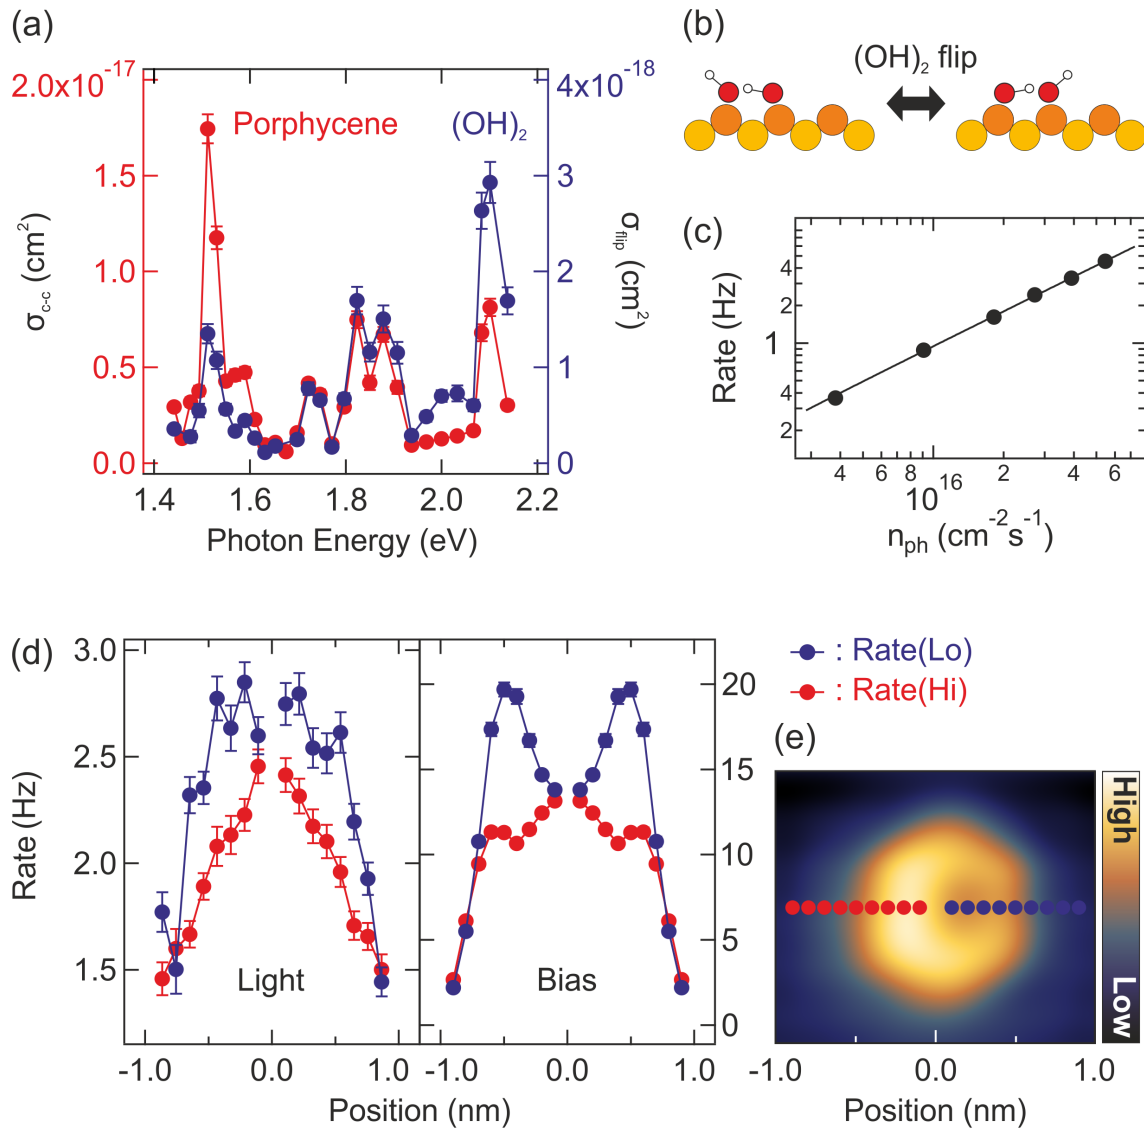 (a)
2.0x10⁻¹⁷
1.5
1.0
0.5
0.0
σc-c (cm²)
Porphycene
(OH)₂
4x10⁻¹⁸
3
2
1
0
σflip (cm²)
1.4 1.6 1.8 2.0 2.2
Photon Energy (eV)
(b)
(OH)₂ flip
(c)
Rate (Hz)
4
2
1
4
2
4 6 8 10¹⁶ 2 4 6
nph (cm⁻²s⁻¹)
(d)
Rate (Hz)
3.0
2.5
2.0
1.5
Light
Bias
20
15
10
5
0
-1.0 0.0 1.0
-1.0 0.0 1.0
Position (nm)
: Rate(Lo)
: Rate(Hi)
(e)
High
Low
-1.0 0.0 1.0
Position (nm)